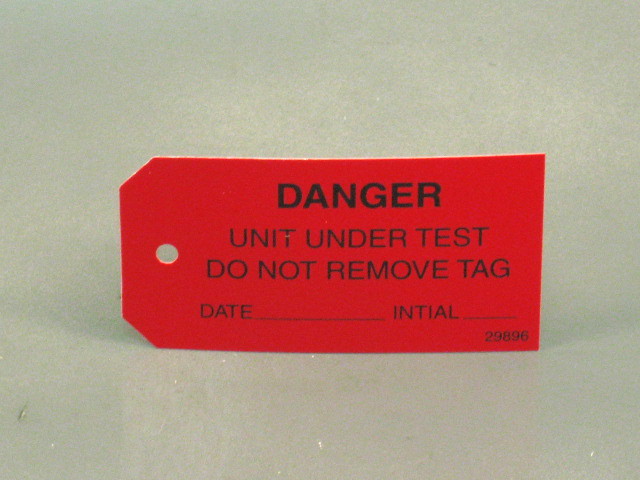 DANGER
UNIT UNDER TEST
DO NOT REMOVE TAG
DATE____________ INTIAL_____
29896